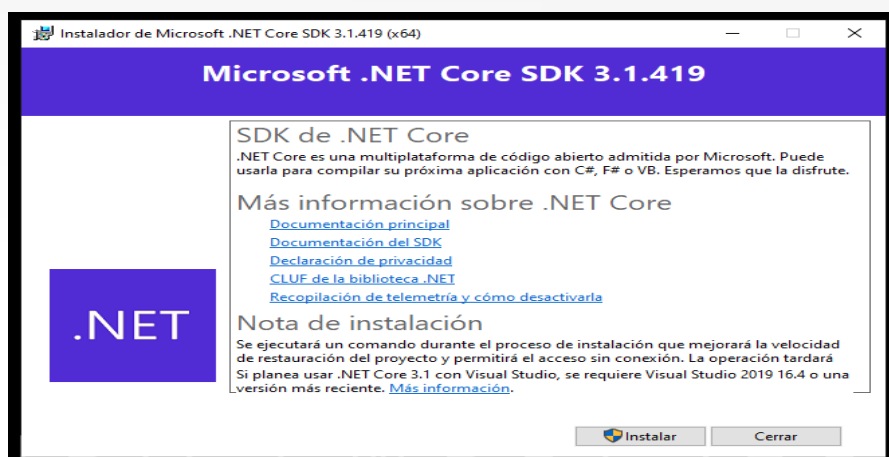 Instalador de Microsoft .NET Core SDK 3.1.419 (x64)
Microsoft .NET Core SDK 3.1.419
SDK de .NET Core
.NET Core es una multiplataforma de código abierto admitida por Microsoft. Puede
usarla para compilar su próxima aplicación con C#, F# o VB. Esperamos que la disfrute.
Más información sobre .NET Core
Documentación principal
Documentación del SDK
Declaración de privacidad
CLUF de la biblioteca .NET
Recopilación de telemetría y cómo desactivarla
.NET
Nota de instalación
Se ejecutará un comando durante el proceso de instalación que mejorará la velocidad
de restauración del proyecto y permitirá el acceso sin conexión. La operación tardará
Si planea usar .NET Core 3.1 con Visual Studio, se requiere Visual Studio 2019 16.4 o una
versión más reciente. Más información.
Instalar
Cerrar